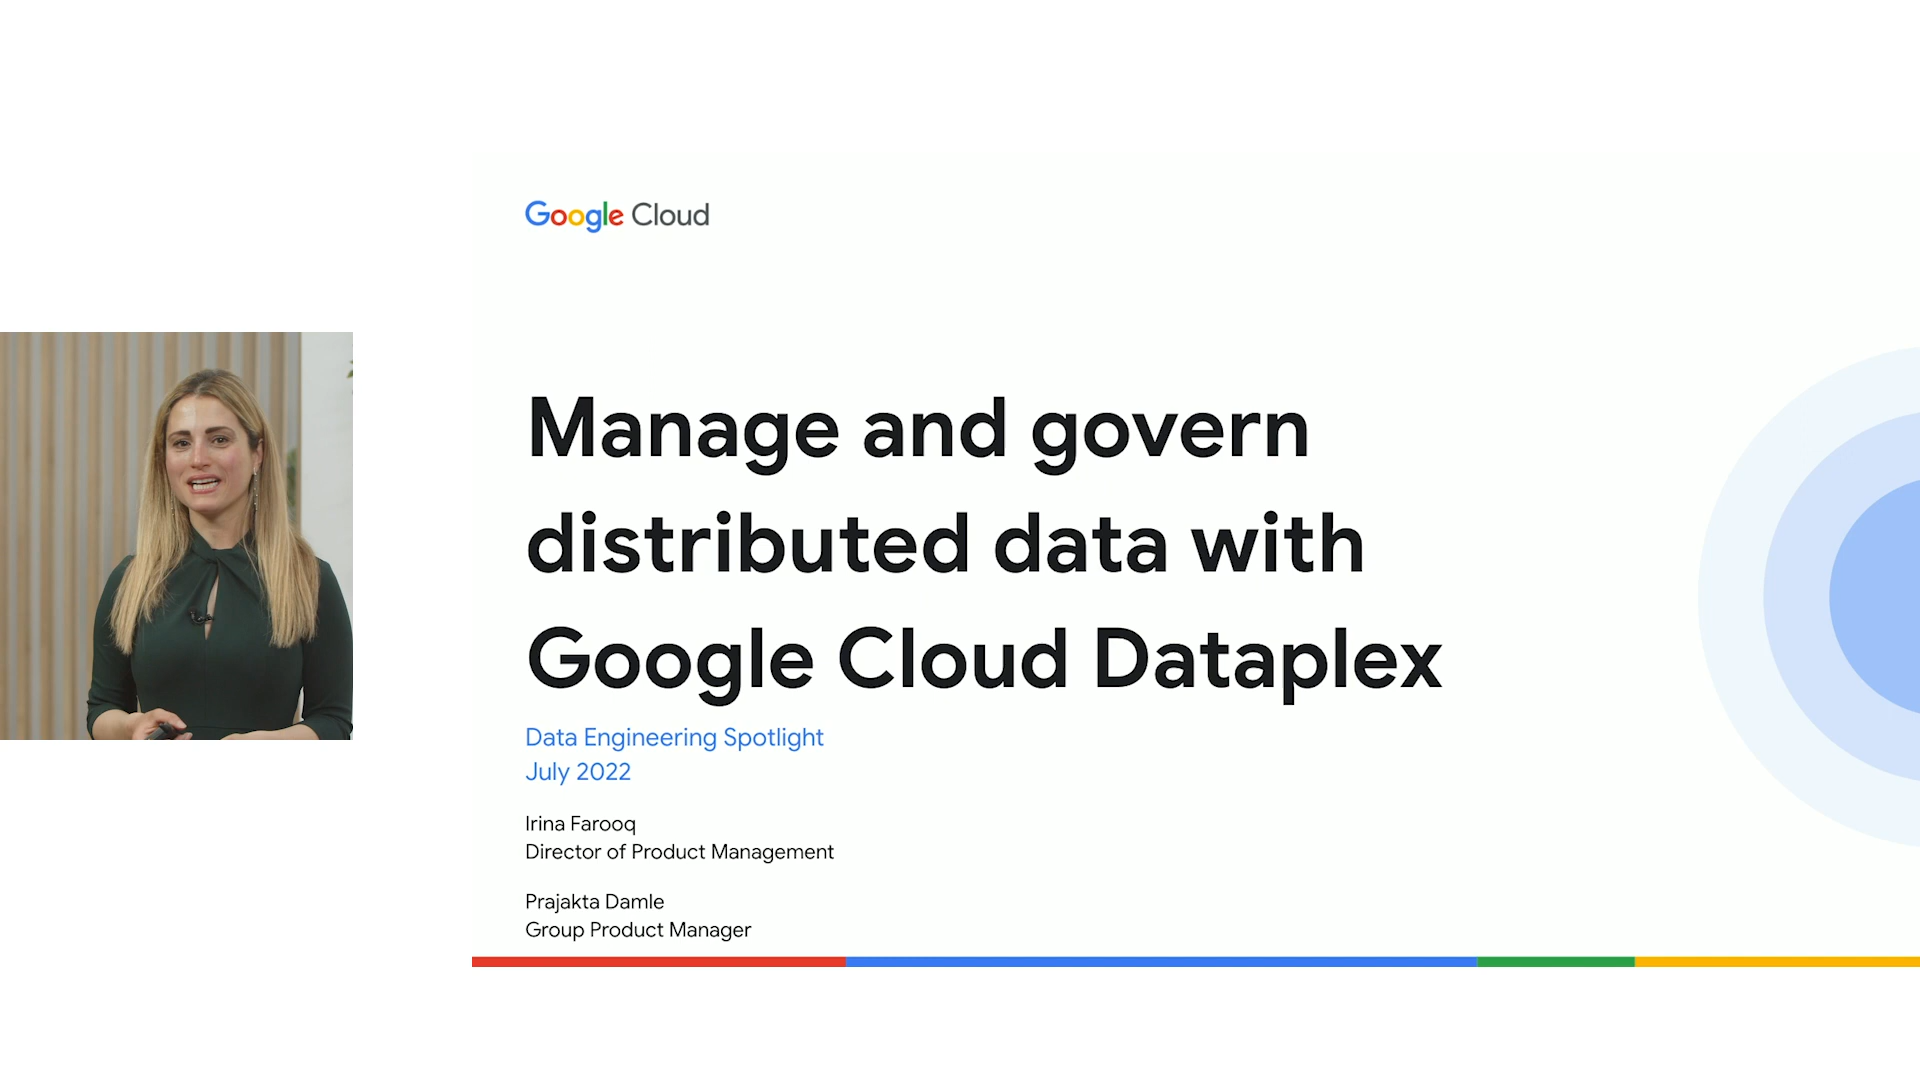 Google Cloud
Manage and govern
distributed data with
Google Cloud Dataplex
Data Engineering Spotlight
July 2022
Irina Farooq
Director of Product Management
Prajakta Damle
Group Product Manager